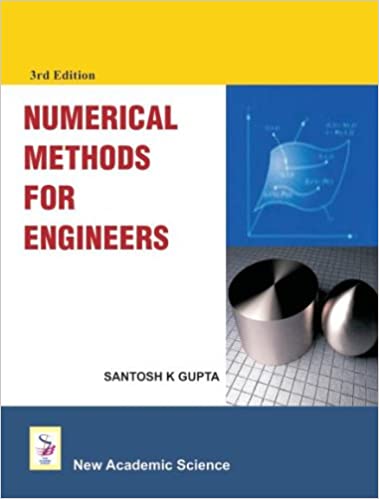 3rd Edition
NUMERICAL
METHODS
FOR
ENGINEERS
SANTOSH K GUPTA
New Academic Science